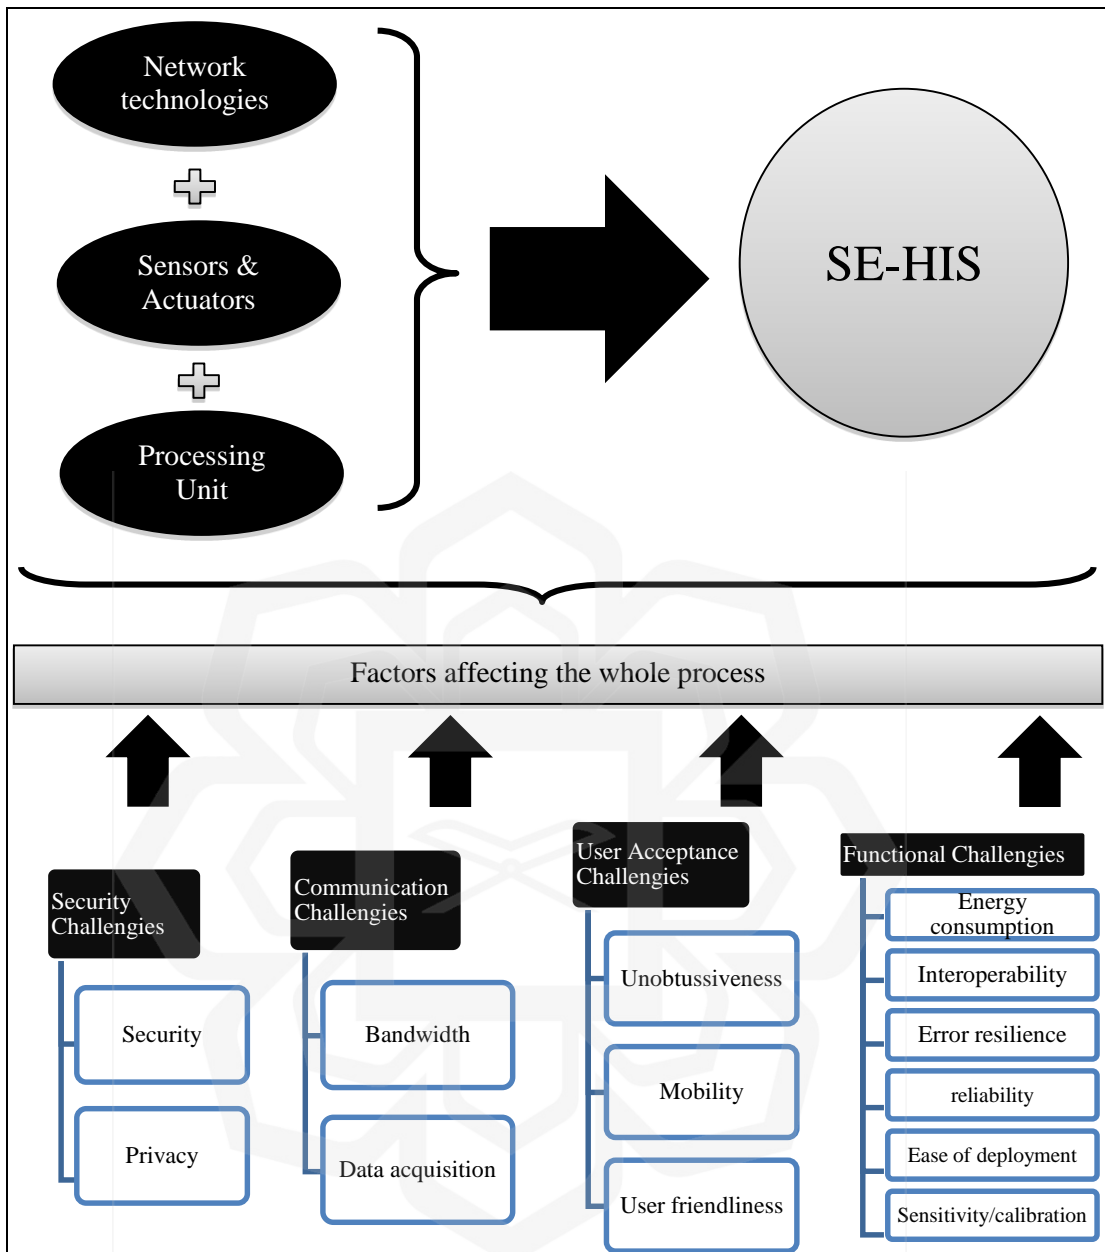 Network
technologies
Sensors &
Actuators
Processing
Unit
SE-HIS
Factors affecting the whole process
Security
Challengies
Security
Privacy
Communication
Challengies
Bandwidth
Data acquisition
User Acceptance
Challengies
Unobtussiveness
Mobility
User friendliness
Functional Challengies
Energy
consumption
Interoperability
Error resilience
reliability
Ease of deployment
Sensitivity/calibration